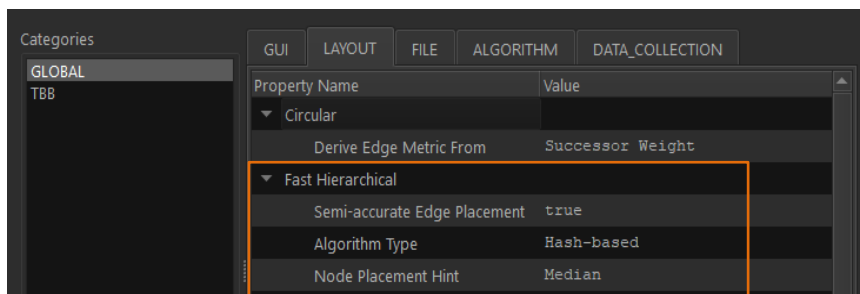 Categories
GLOBAL
TBB
GUI LAYOUT FILE ALGORITHM DATA_COLLECTION
Property Name Value
Circular
Derive Edge Metric From Successor Weight
Fast Hierarchical
Semi-accurate Edge Placement true
Algorithm Type Hash-based
Node Placement Hint Median